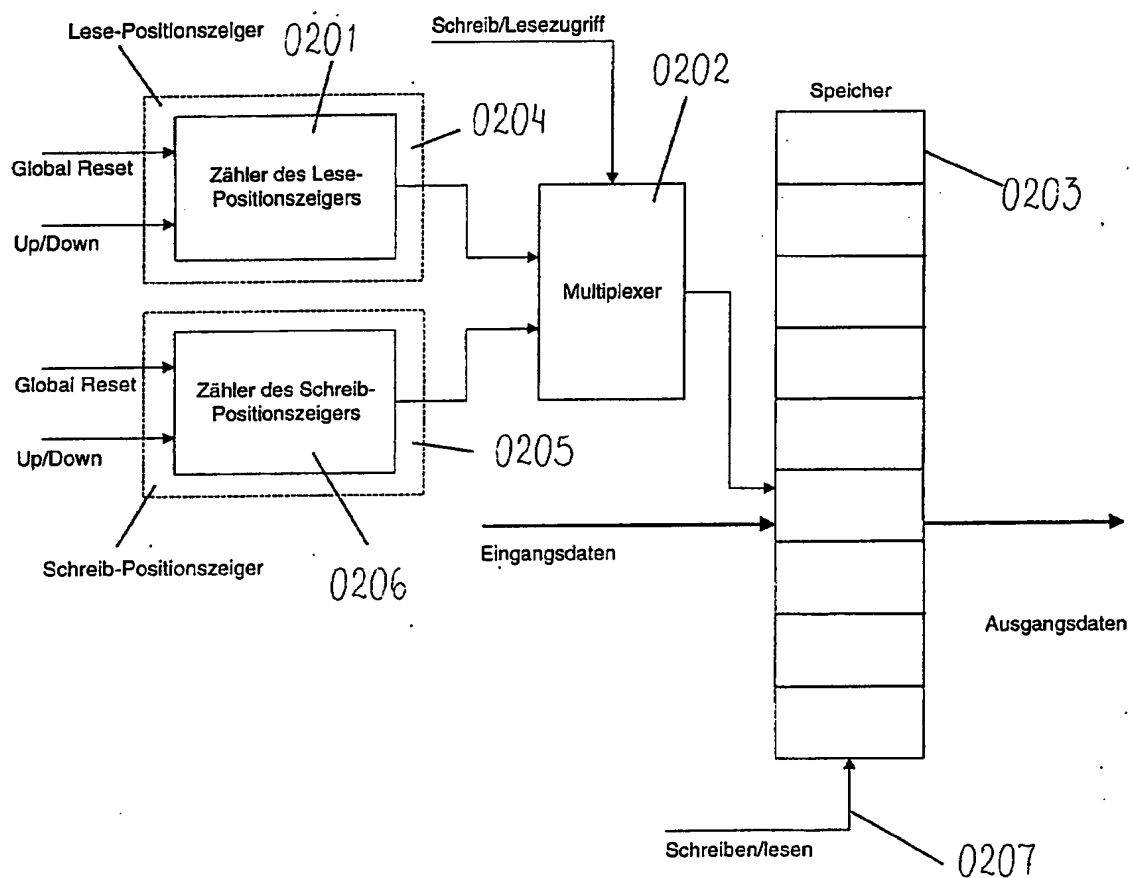 Lese-Positionszeiger
0201
Schreib/Lesezugriff
0202
Speicher
0204
Global Reset
Zähler des Lese-
Positionszeigers
0203
Up/Down
Multiplexer
Global Reset
Zähler des Schreib-
Positionszeigers
Up/Down
0205
Eingangsdaten
Schreib-Positionszeiger
0206
Ausgangsdaten
Schreiben/lesen
0207